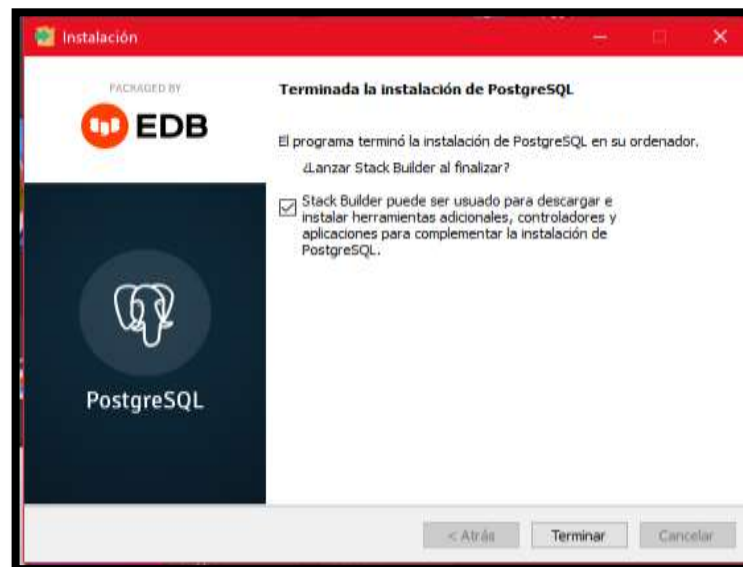 Instalación
PACKAGED BY
EDB
Terminada la instalación de PostgreSQL
El programa terminó la instalación de PostgreSQL en su ordenador.
¿Lanzar Stack Builder al finalizar?
Stack Builder puede ser usado para descargar e
instalar herramientas adicionales, controladores y
aplicaciones para complementar la instalación de
PostgreSQL.
PostgreSQL
< Atrás
Terminar
Cancelar